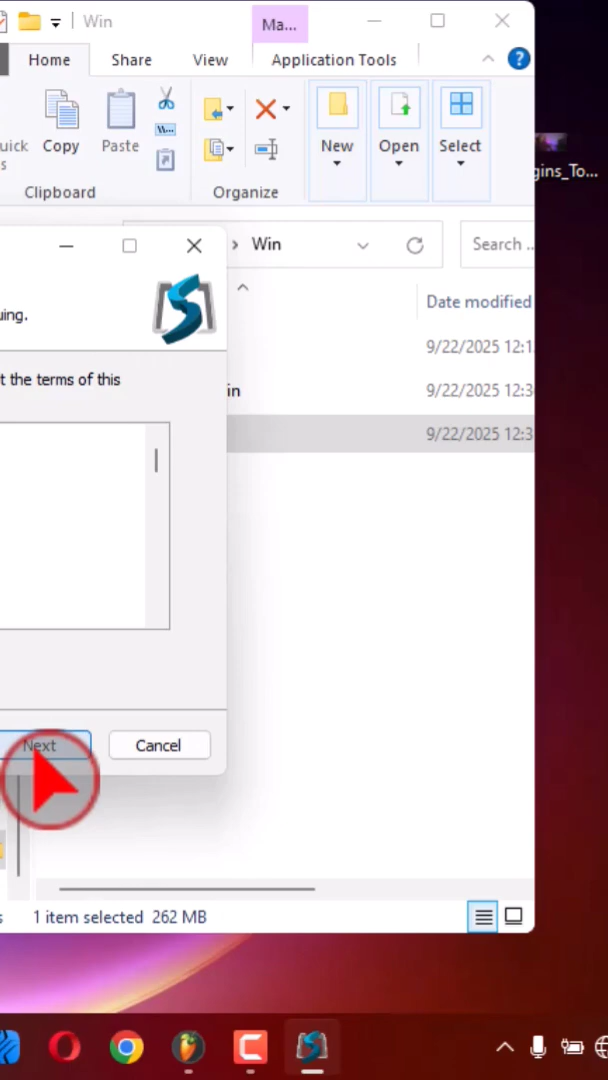 Win
Ma...
Home
Share
View
Application Tools
?
Copy
Paste
New
Open
Select
Clipboard
Organize
› Win
Search ...
Date modified
9/22/2025 12:1
in
9/22/2025 12:3
9/22/2025 12:3
t the terms of this
Next
Cancel
1 item selected 262 MB